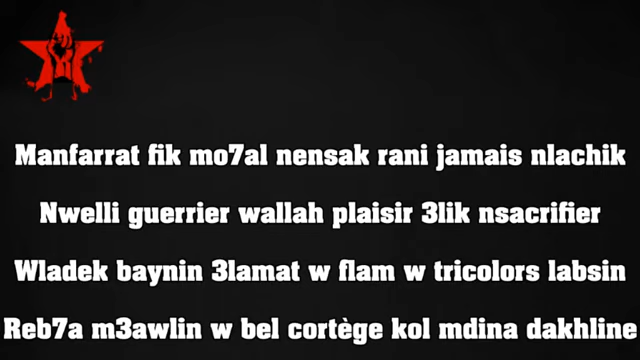 Manfarrat fik mo7al nensak rani jamais nlachik
Nwelli guerrier wallah plaisir 3lik nsacrifier
Wladek baynin 3lamat w flam w tricolors labsin
Reb7a m3awlin w bel cortège kol mdina dakhline